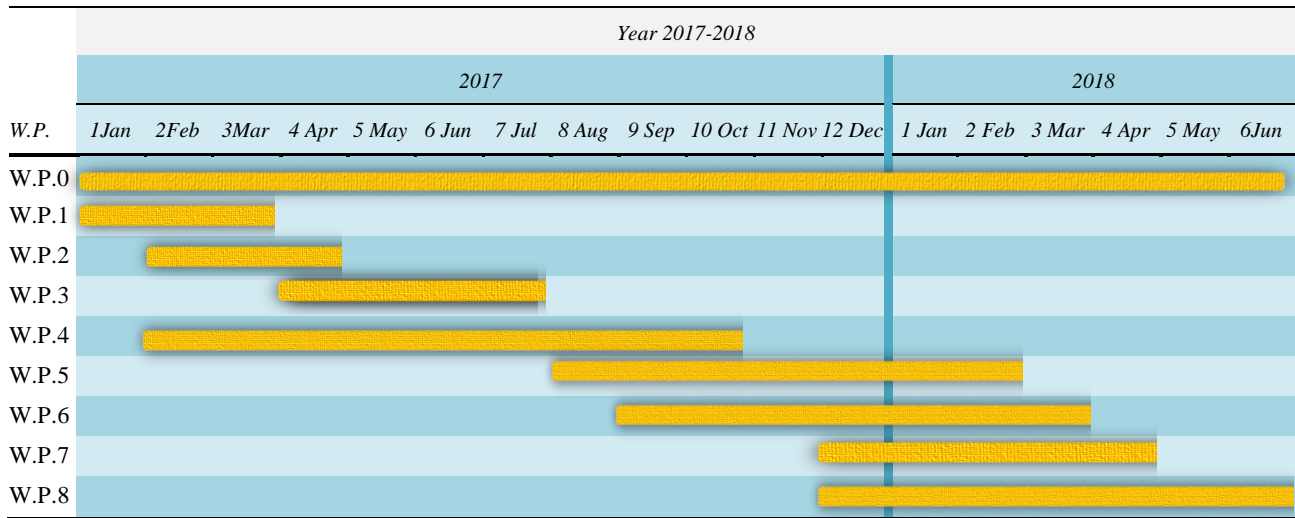 Year 2017-2018
2017 2018
W.P. 1Jan 2Feb 3Mar 4 Apr 5 May 6 Jun 7 Jul 8 Aug 9 Sep 10 Oct 11 Nov 12 Dec 1 Jan 2 Feb 3 Mar 4 Apr 5 May 6Jun
W.P.0
W.P.1
W.P.2
W.P.3
W.P.4
W.P.5
W.P.6
W.P.7
W.P.8